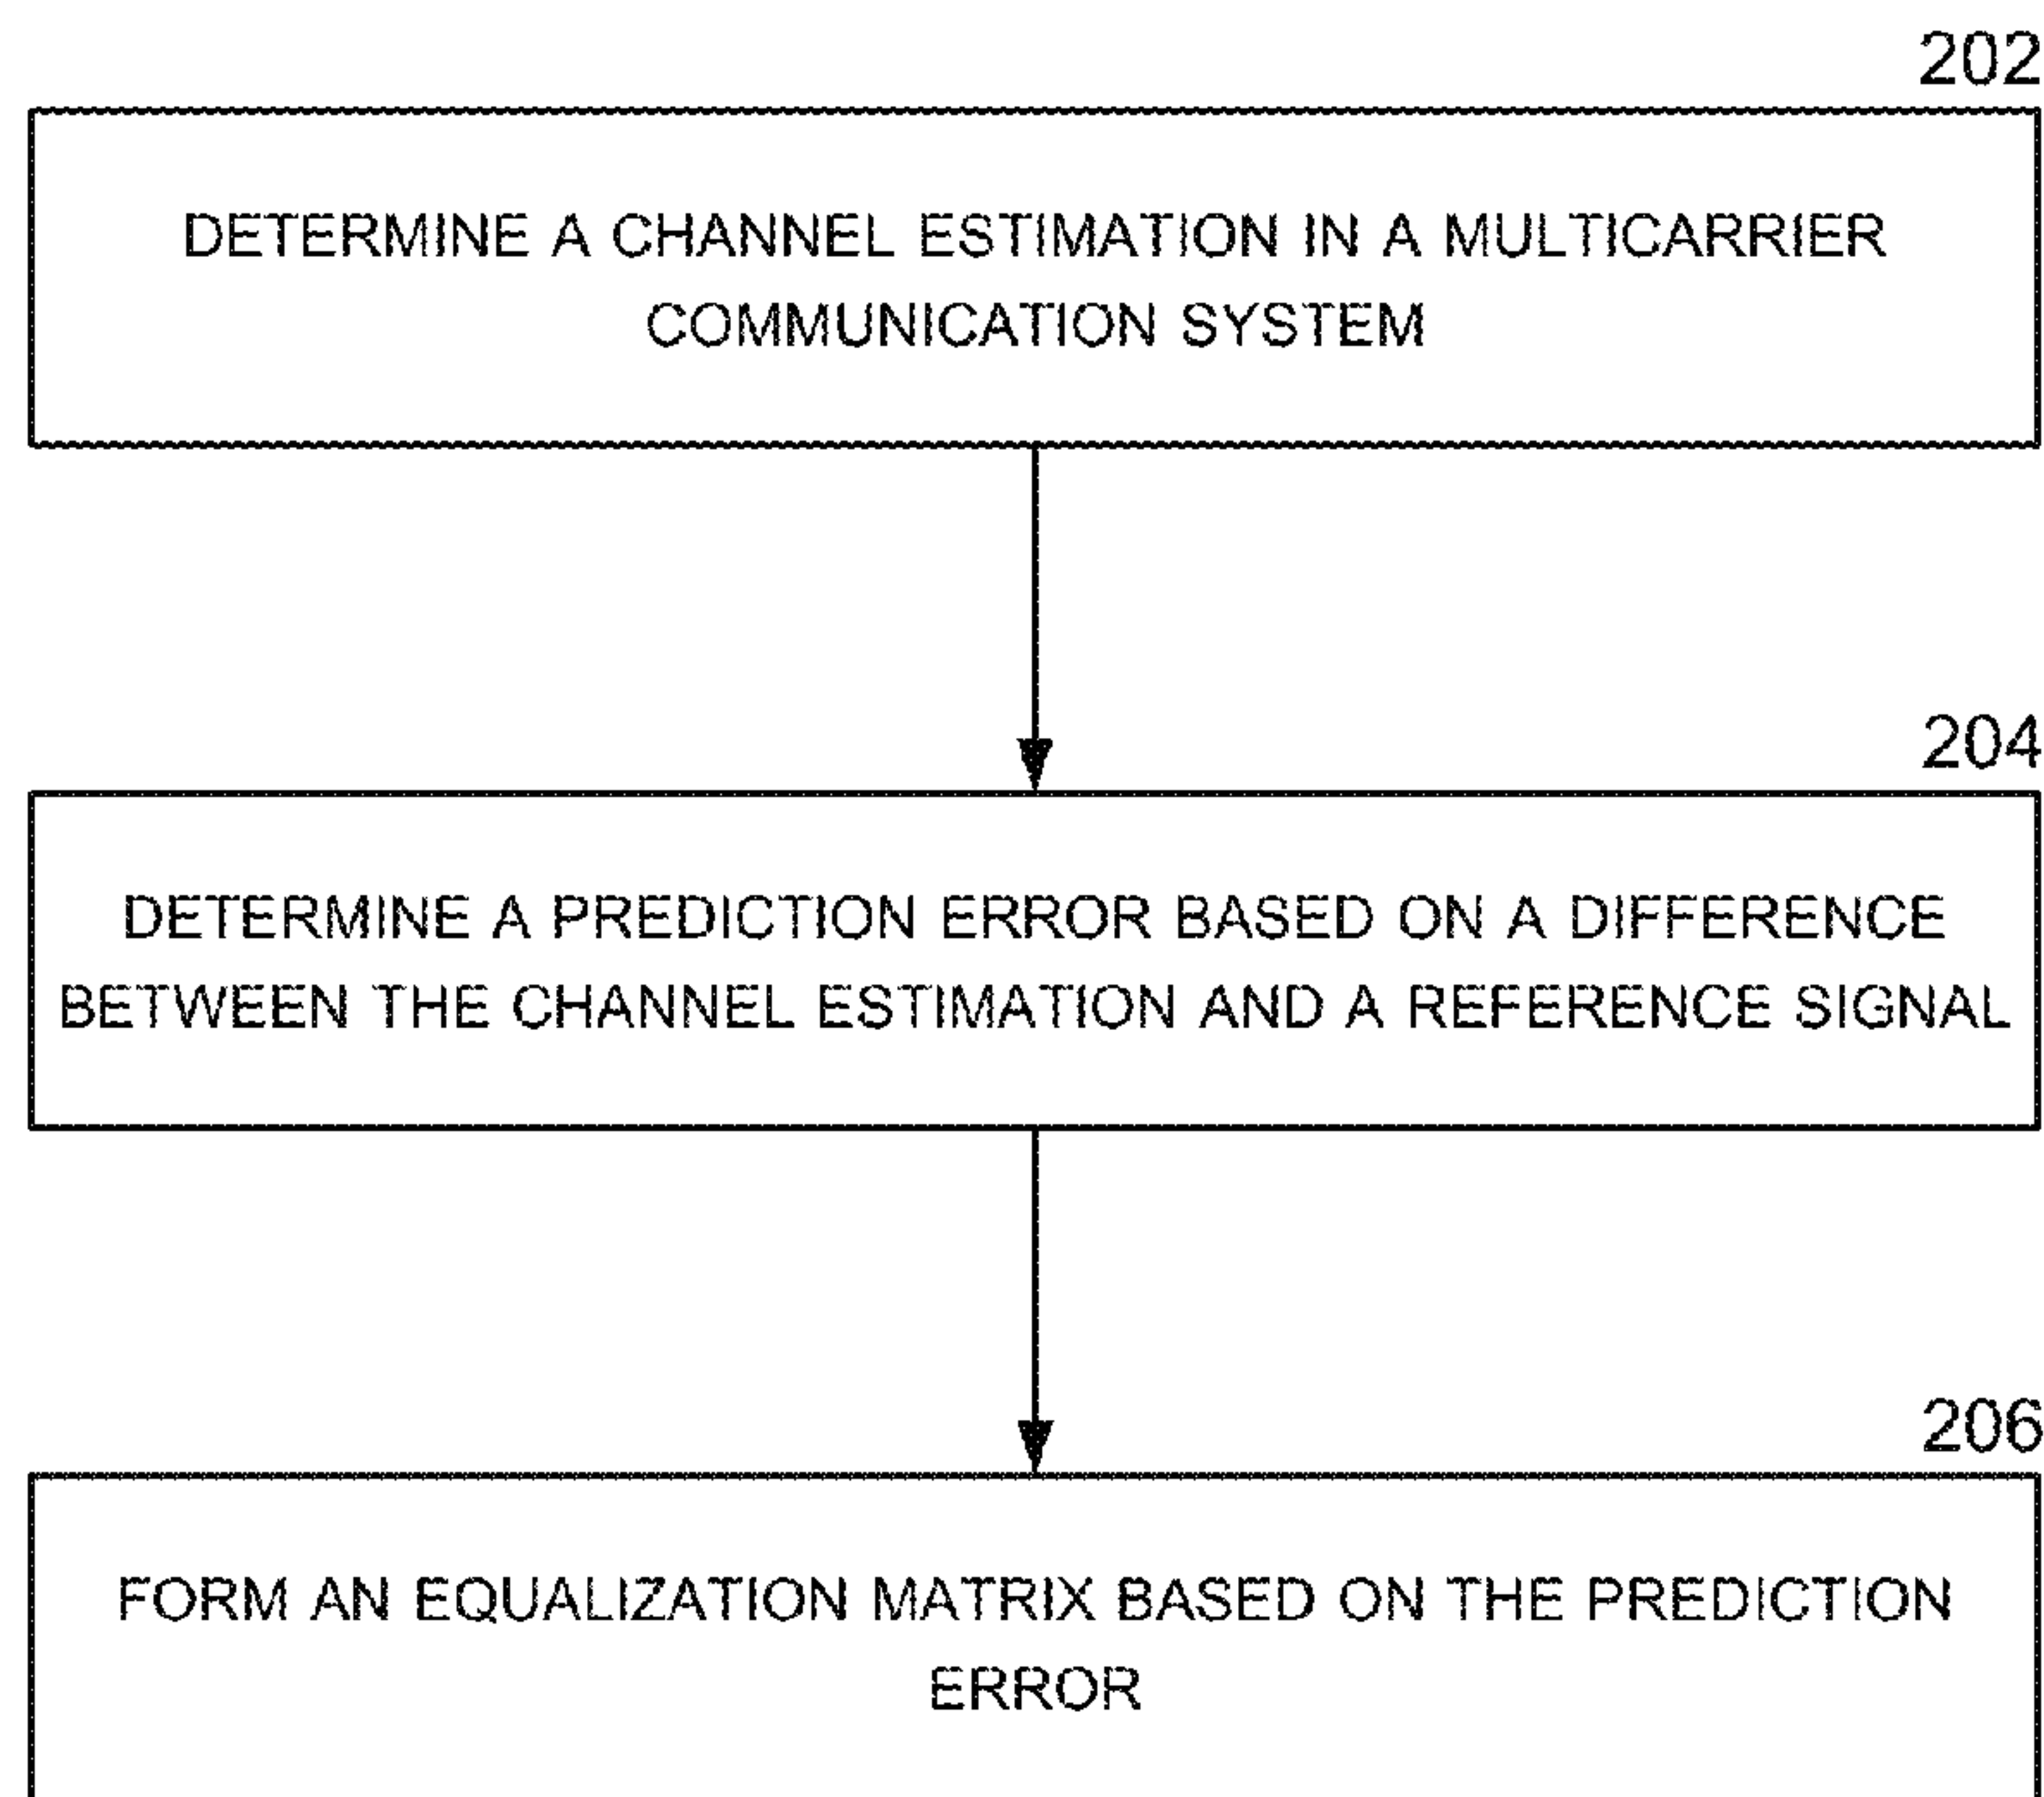 202
DETERMINE A CHANNEL ESTIMATION IN A MULTICARRIER
COMMUNICATION SYSTEM
204
DETERMINE A PREDICTION ERROR BASED ON A DIFFERENCE
BETWEEN THE CHANNEL ESTIMATION AND A REFERENCE SIGNAL
206
FORM AN EQUALIZATION MATRIX BASED ON THE PREDICTION
ERROR